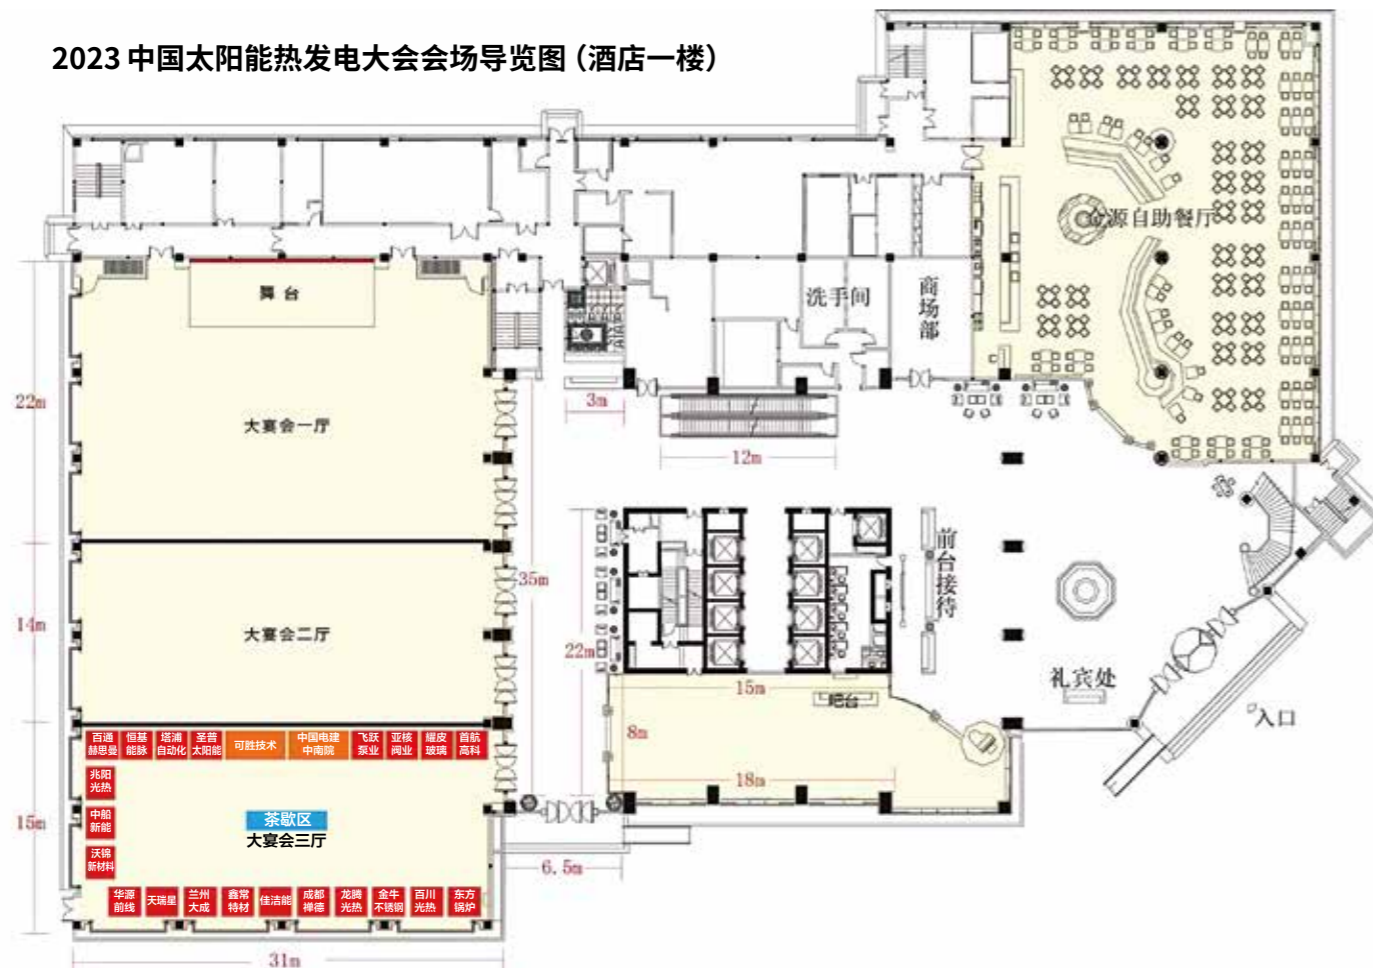 2023 中国太阳能热发电大会会场导览图（酒店一楼）
舞台
金源自助餐厅
洗手间
商场部
22m
大宴会一厅
3m
12m
35m
前台接待
14m
大宴会二厅
22m
15m
吧台
礼宾处
入口
8m
18m
百通
赫思曼
恒基
能脉
塔浦
自动化
圣普
太阳能
可胜技术
中国电建
中南院
飞跃
泵业
亚核
阀业
耀皮
玻璃
首航
高科
兆阳
光热
中船
新能
沃锦
新材料
15m
茶歇区
大宴会三厅
6.5m
华源
前线
天瑞星
兰州
大成
鑫常
特材
佳洁能
成都
禅德
龙腾
光热
金牛
不锈钢
百川
光热
东方
锅炉
31m